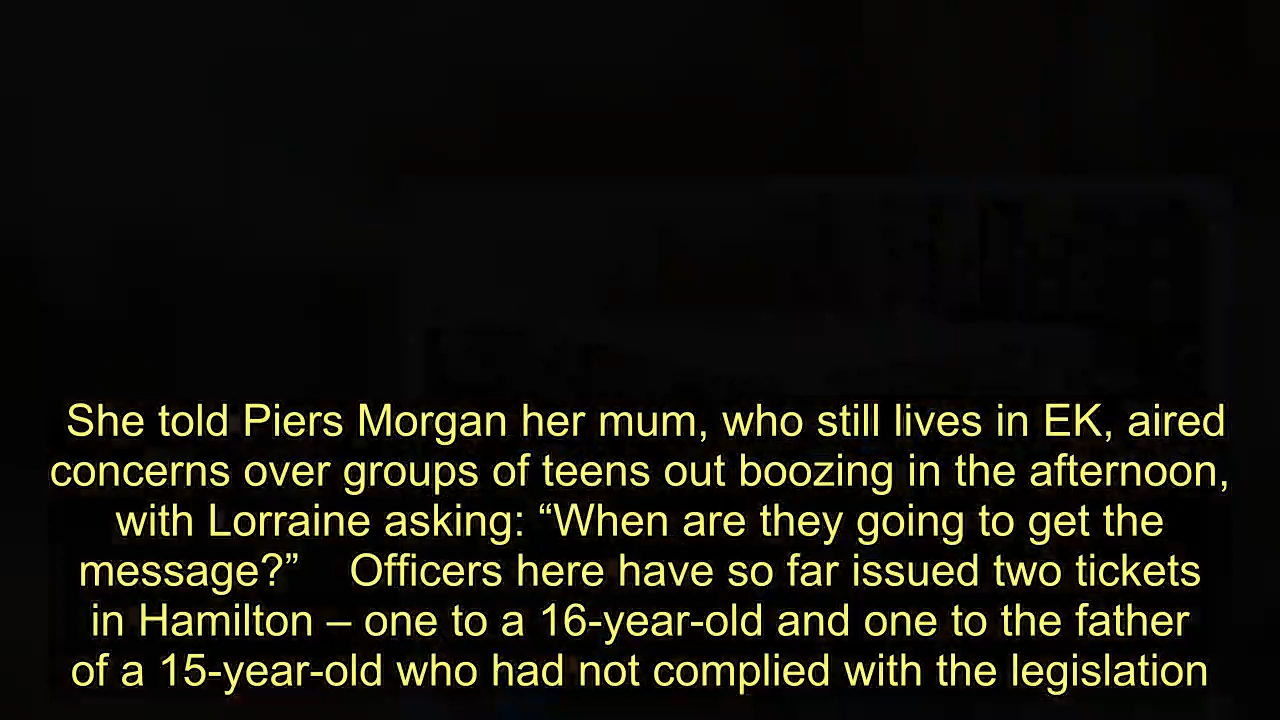 She told Piers Morgan her mum, who still lives in EK, aired
concerns over groups of teens out boozing in the afternoon,
with Lorraine asking: “When are they going to get the
message?” Officers here have so far issued two tickets
in Hamilton – one to a 16-year-old and one to the father
of a 15-year-old who had not complied with the legislation